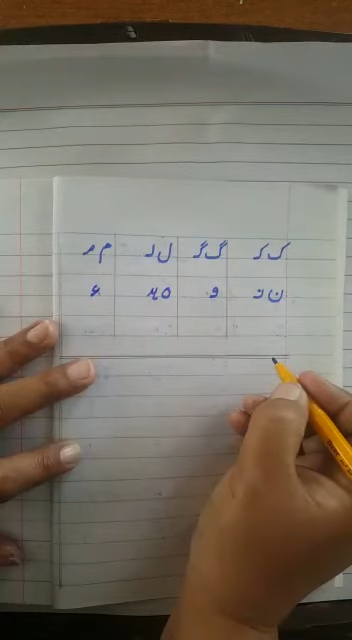 ک ک گ گ ل ل م م
ن ن و ہ ہ ء